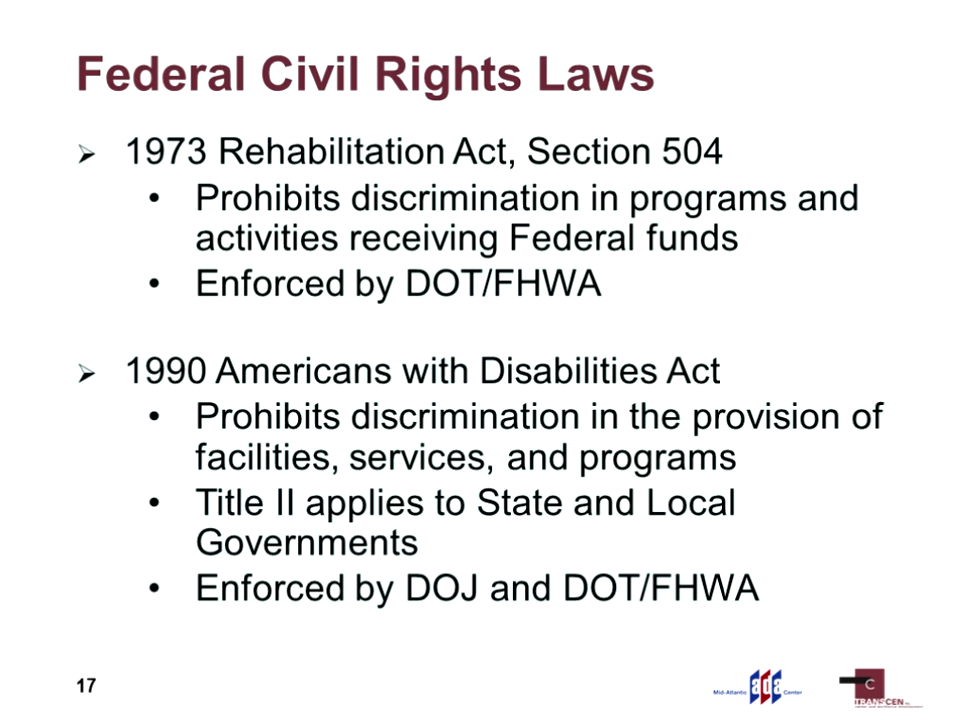 Federal Civil Rights Laws
➢ 1973 Rehabilitation Act, Section 504
• Prohibits discrimination in programs and
activities receiving Federal funds
• Enforced by DOT/FHWA
➢ 1990 Americans with Disabilities Act
• Prohibits discrimination in the provision of
facilities, services, and programs
• Title II applies to State and Local
Governments
• Enforced by DOJ and DOT/FHWA
17
Mid-Atlantic ada Center
C
TRANSCEN